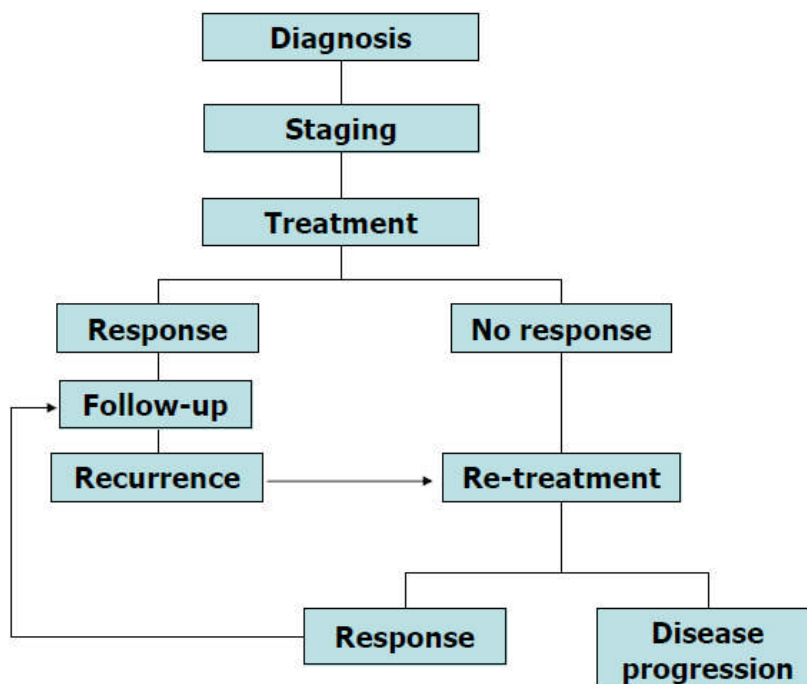 Diagnosis
Staging
Treatment
Response
No response
Follow-up
Recurrence
Re-treatment
Response
Disease
progression